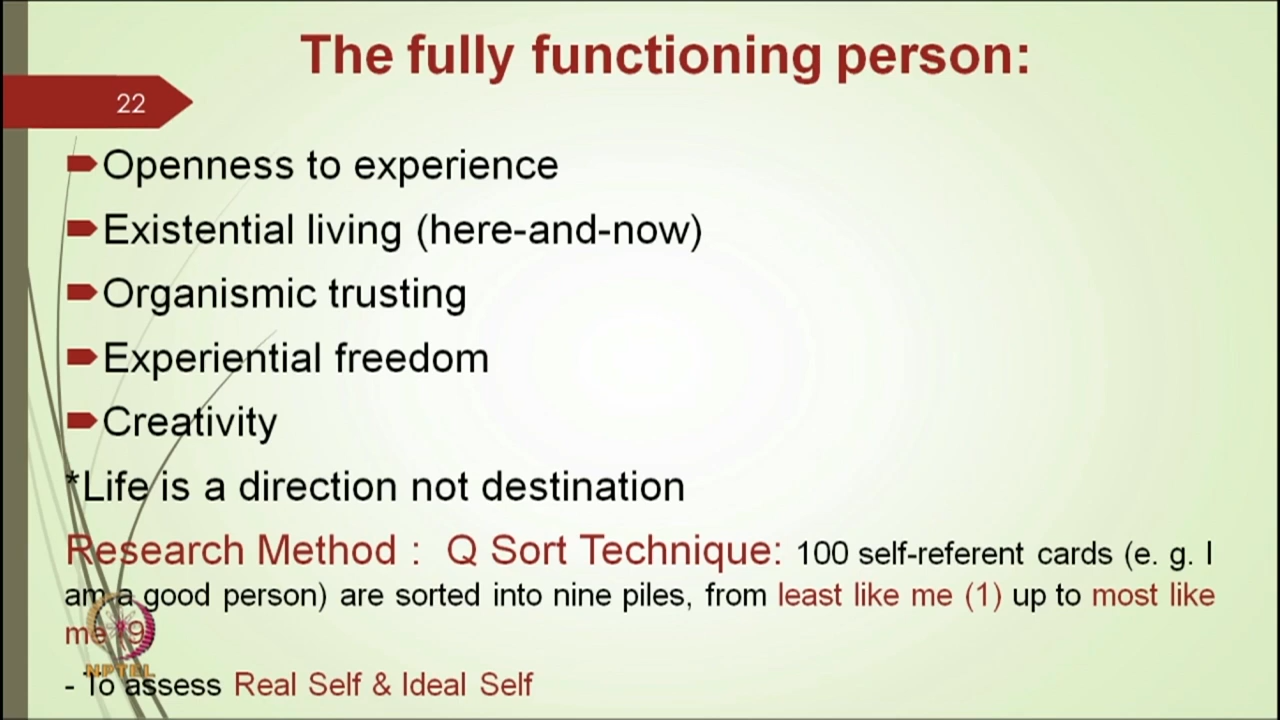 The fully functioning person:
22
Openness to experience
Existential living (here-and-now)
Organismic trusting
Experiential freedom
Creativity
*Life is a direction not destination
Research Method : Q Sort Technique: 100 self-referent cards (e. g. I
am a good person) are sorted into nine piles, from least like me (1) up to most like
me (9)
NPTEL
- To assess Real Self & Ideal Self